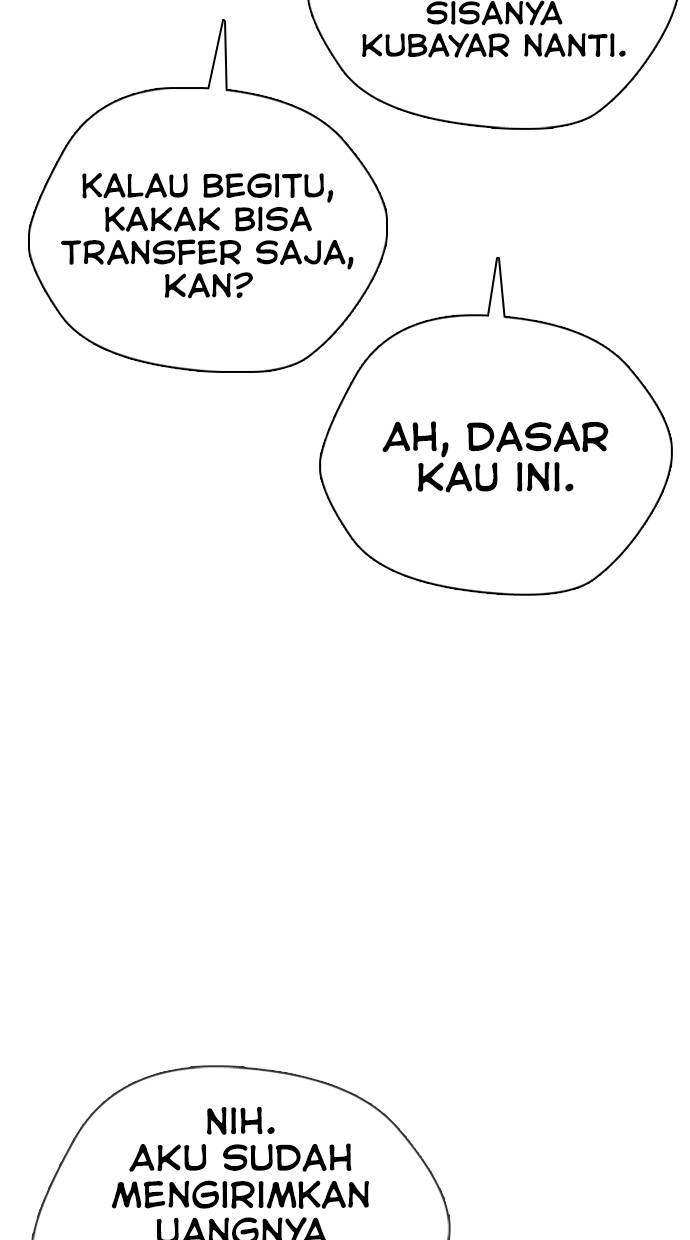 SISANYA
KUBAYAR NANTI.
KALAU BEGITU,
KAKAK BISA
TRANSFER SAJA,
KAN?
AH, DASAR
KAU INI.
NIH.
AKU SUDAH
MENGIRIMKAN
UANGNYA